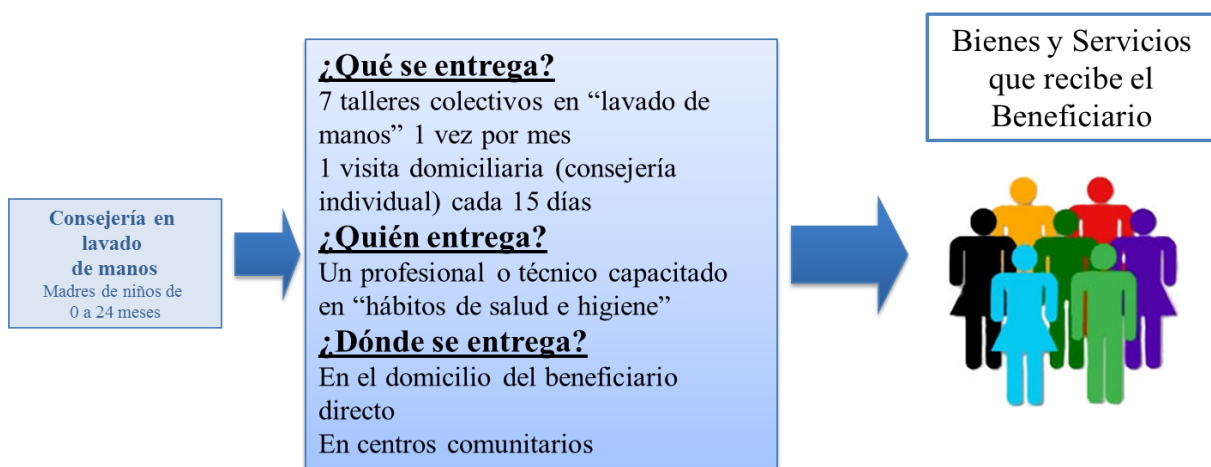 Consejería en
lavado
de manos
Madres de niños de
0 a 24 meses
¿Qué se entrega?
7 talleres colectivos en “lavado de
manos” 1 vez por mes
1 visita domiciliaria (consejería
individual) cada 15 días
¿Quién entrega?
Un profesional o técnico capacitado
en “hábitos de salud e higiene”
¿Dónde se entrega?
En el domicilio del beneficiario
directo
En centros comunitarios
Bienes y Servicios
que recibe el
Beneficiario